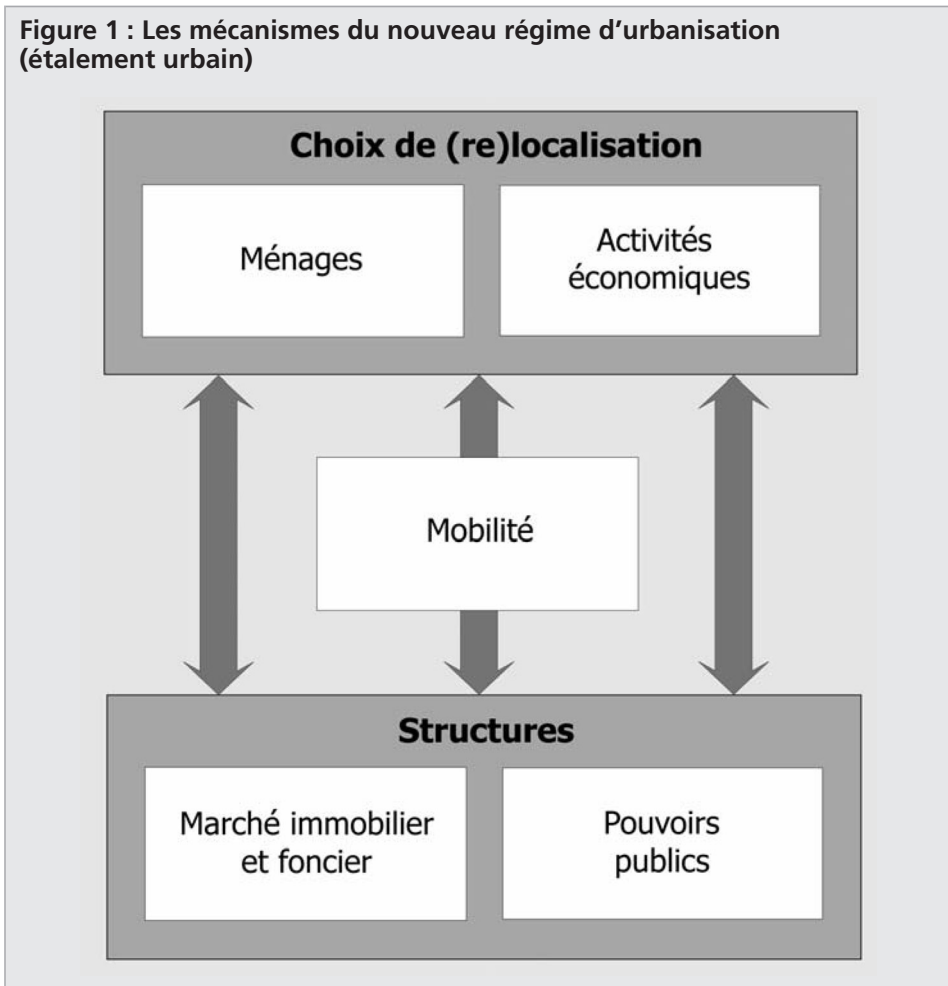 Figure 1 : Les mécanismes du nouveau régime d’urbanisation
(étalement urbain)
Choix de (re)localisation
Ménages
Activités
économiques
Mobilité
Structures
Marché immobilier
et foncier
Pouvoirs
publics